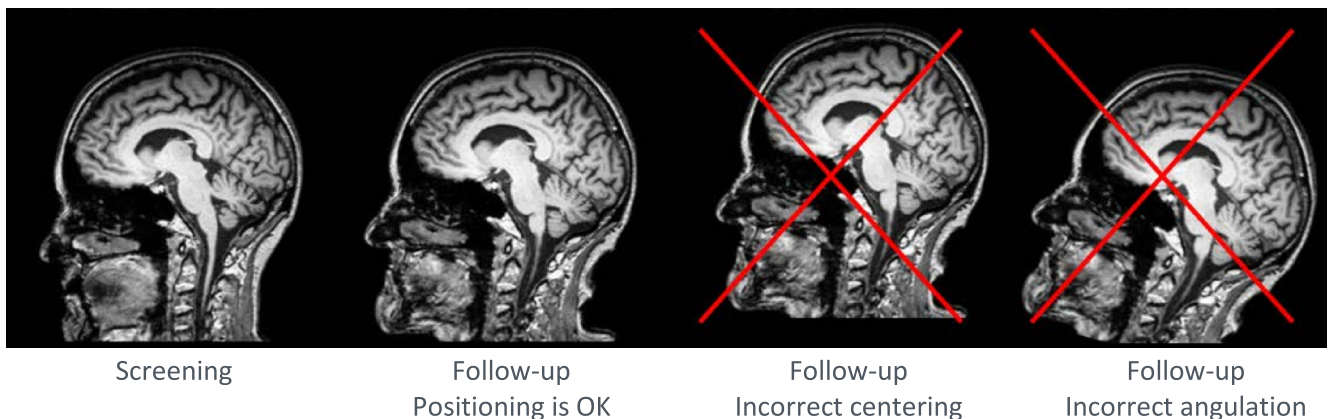 Screening
Follow-up
Positioning is OK
Follow-up
Incorrect centering
Follow-up
Incorrect angulation